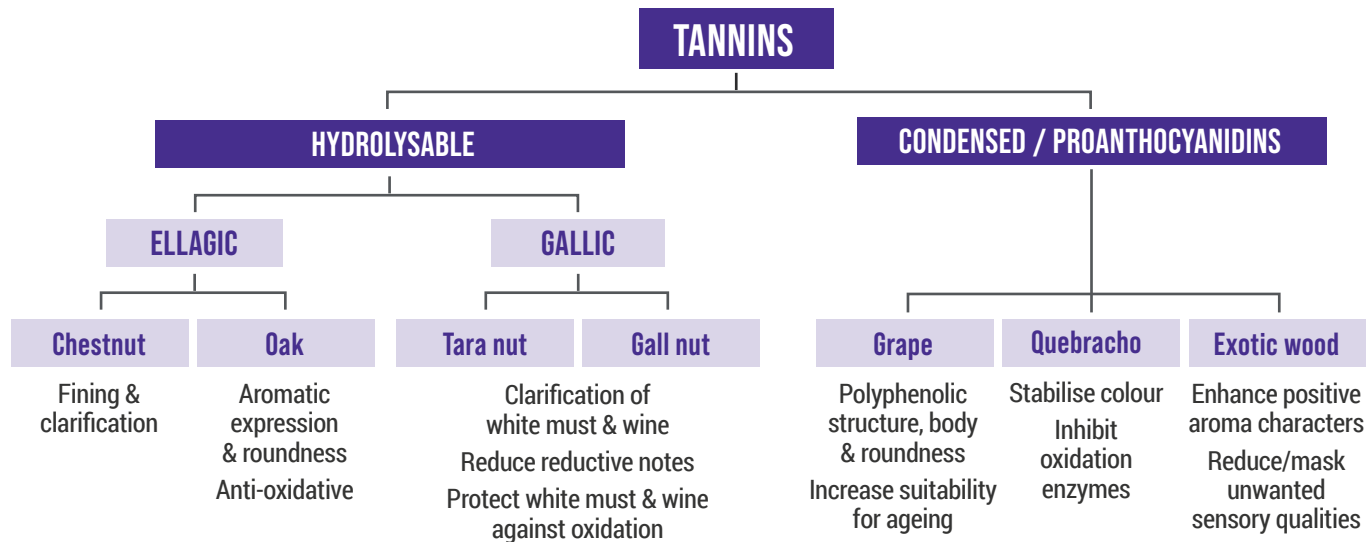 TANNINS
HYDROLYSABLE
CONDENSED / PROANTHOCYANIDINS
ELLAGIC
GALLIC
Chestnut
Oak
Tara nut
Gall nut
Grape
Quebracho
Exotic wood
Fining &
clarification
Aromatic
expression
& roundness
Anti-oxidative
Clarification of
white must & wine
Reduce reductive notes
Protect white must & wine
against oxidation
Polyphenolic
structure, body
& roundness
Increase suitability
for ageing
Stabilise colour
Inhibit
oxidation
enzymes
Enhance positive
aroma characters
Reduce/mask
unwanted
sensory qualities